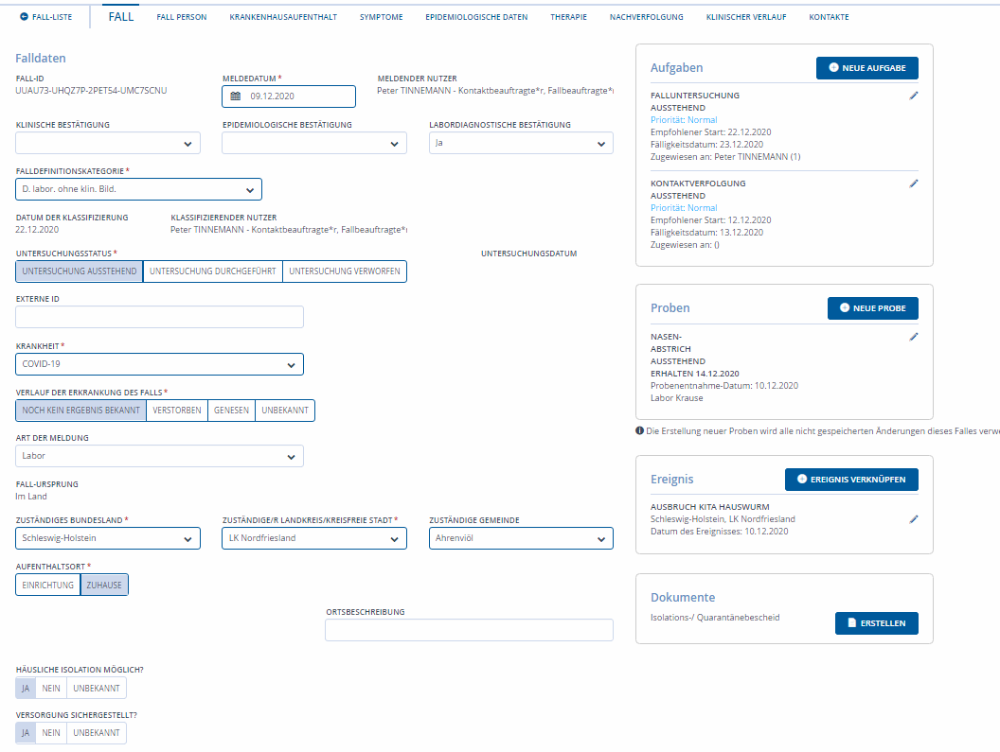 FALL-LISTE FALL FALL PERSON KRANKENHAUSAUFENTHALT SYMPTOME EPIDEMIOLOGISCHE DATEN THERAPIE NACHVERFOLGUNG KLINISCHER VERLAUF KONTAKTE
Falldaten
FALL-ID MELDEDATUM * MELDENDER NUTZER
UUAU73-UHQZ7P-2PET54-UMC7SCNU 09.12.2020 Peter TINNEMANN - Kontaktbeauftragte*r, Fallbeauftragte*r
KLINISCHE BESTÄTIGUNG EPIDEMIOLOGISCHE BESTÄTIGUNG LABORDIAGNOSTISCHE BESTÄTIGUNG
Ja
FALLDEFINITIONSKATEGORIE *
D. labor. ohne klin. Bild.
DATUM DER KLASSIFIZIERUNG KLASSIFIZIERENDER NUTZER
22.12.2020 Peter TINNEMANN - Kontaktbeauftragte*r, Fallbeauftragte*r
UNTERSUCHUNGSSTATUS * UNTERSUCHUNGSDATUM
UNTERSUCHUNG AUSSTEHEND UNTERSUCHUNG DURCHGEFÜHRT UNTERSUCHUNG VERWORFEN
EXTERNE ID
KRANKHEIT *
COVID-19
VERLAUF DER ERKRANKUNG DES FALLS *
NOCH KEIN ERGEBNIS BEKANNT VERSTORBEN GENESEN UNBEKANNT
ART DER MELDUNG
Labor
FALL-URSPRUNG
Im Land
ZUSTÄNDIGES BUNDESLAND * ZUSTÄNDIGE/R LANDKREIS/KREISFREIE STADT * ZUSTÄNDIGE GEMEINDE
Schleswig-Holstein LK Nordfriesland Ahrenviöl
AUFENTHALTSORT *
EINRICHTUNG ZUHAUSE
ORTSBESCHREIBUNG
HÄUSLICHE ISOLATION MÖGLICH?
JA NEIN UNBEKANNT
VERSORGUNG SICHERGESTELLT?
JA NEIN UNBEKANNT
Aufgaben NEUE AUFGABE
FALLUNTERSUCHUNG
AUSSTEHEND
Priorität: Normal
Empfohlener Start: 22.12.2020
Fälligkeitsdatum: 23.12.2020
Zugewiesen an: Peter TINNEMANN (1)
KONTAKTVERFOLGUNG
AUSSTEHEND
Priorität: Normal
Empfohlener Start: 12.12.2020
Fälligkeitsdatum: 13.12.2020
Zugewiesen an: ()
Proben NEUE PROBE
NASEN-
ABSTRICH
AUSSTEHEND
ERHALTEN 14.12.2020
Probenentnahme-Datum: 10.12.2020
Labor Krause
Die Erstellung neuer Proben wird alle nicht gespeicherten Änderungen dieses Falles verwe
Ereignis EREIGNIS VERKNÜPFEN
AUSBRUCH KITA HAUSWURM
Schleswig-Holstein, LK Nordfriesland
Datum des Ereignisses: 10.12.2020
Dokumente
Isolations-/ Quarantänebescheid ERSTELLEN